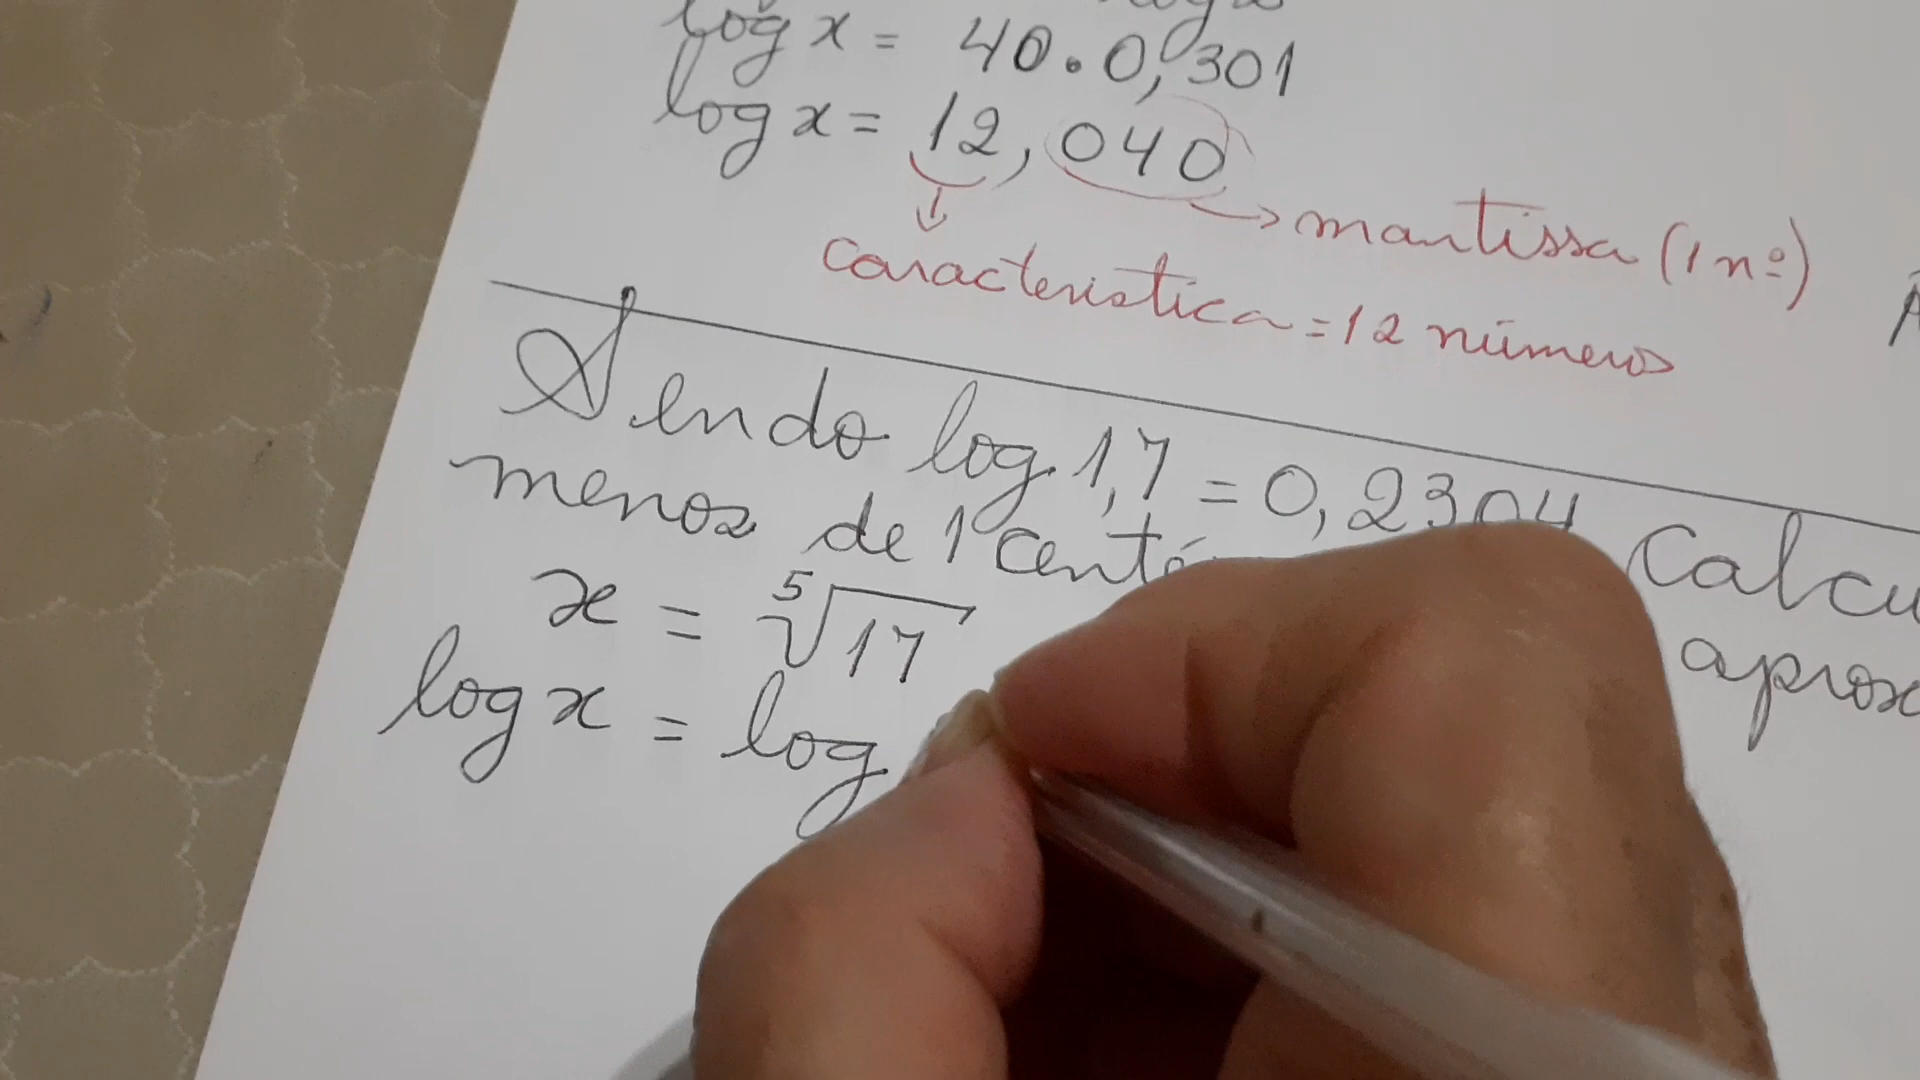 log x = 40.0,301
log x = 12,040
mantissa (1 nº)
característica = 12 números
Sendo log 1,7 = 0,2304 Calcu
menos de 1 centé
aprox
x = ⁵√17
log x = log